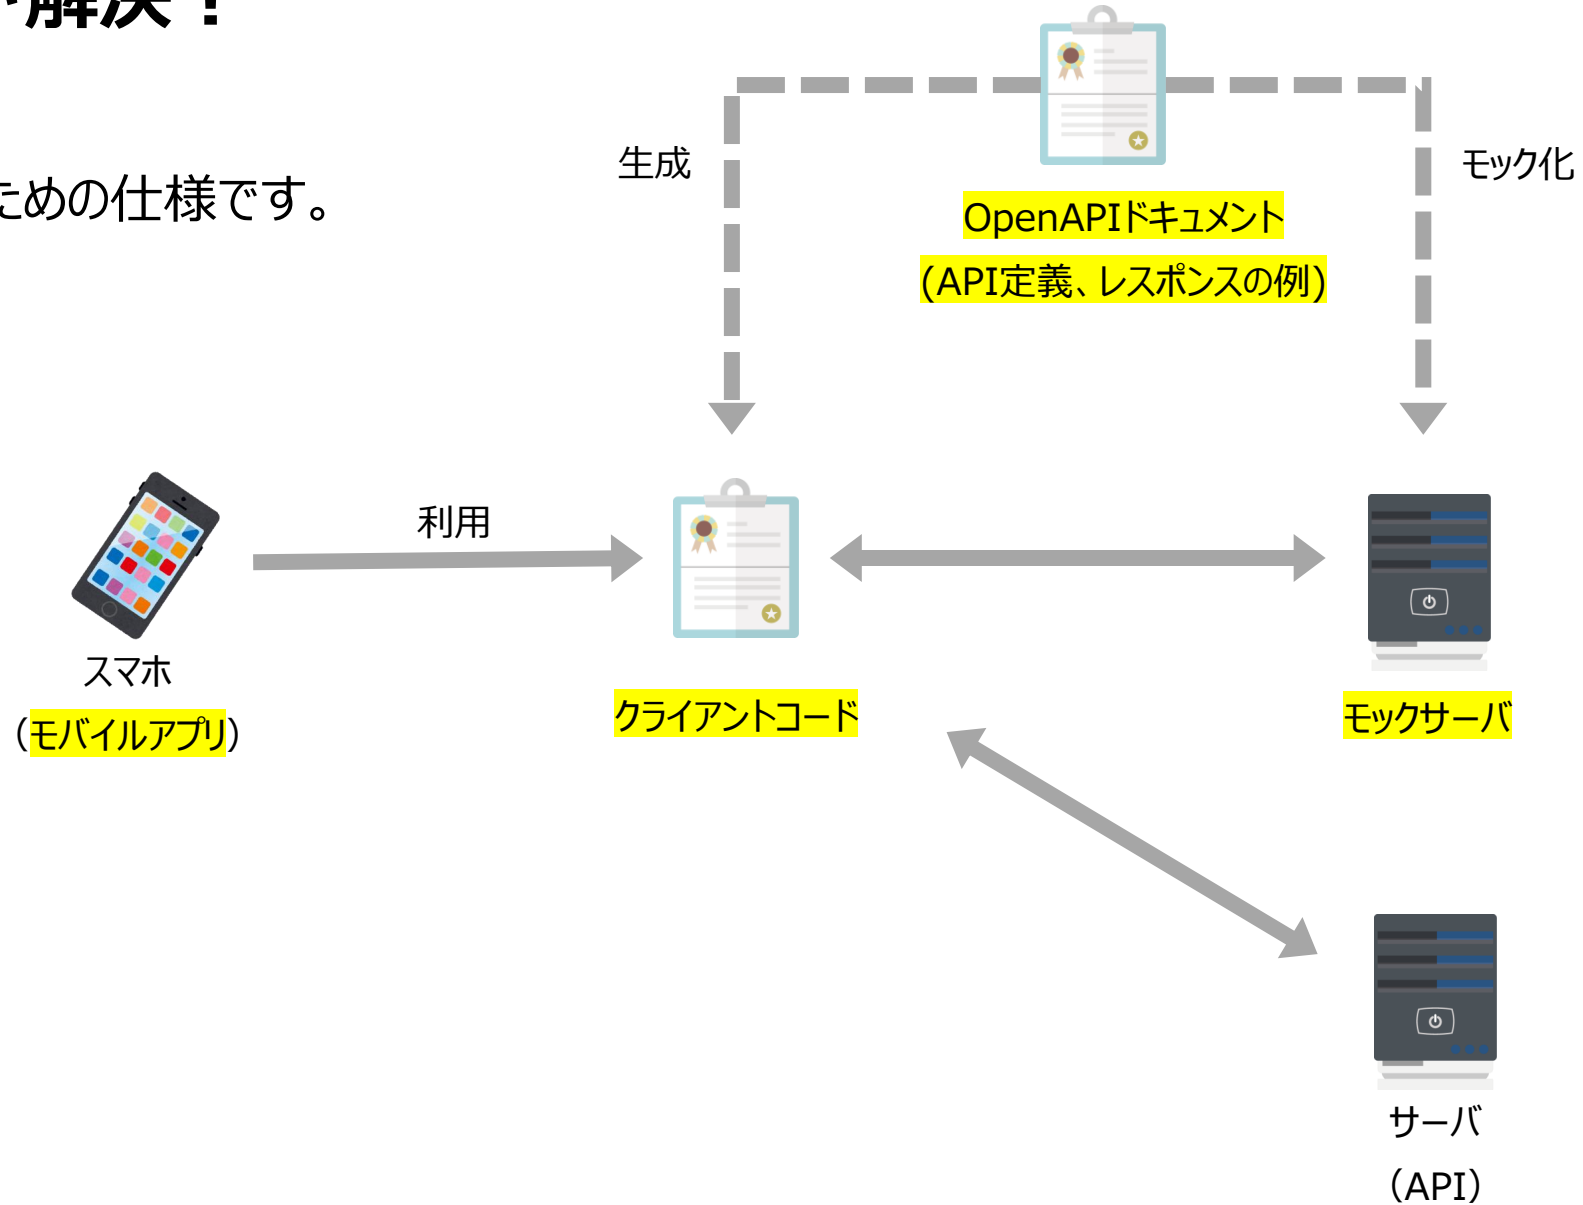 解決！
ための仕様です。
生成
モック化
OpenAPIドキュメント
(API定義、レスポンスの例)
利用
スマホ
（モバイルアプリ）
クライアントコード
モックサーバ
サーバ
（API）